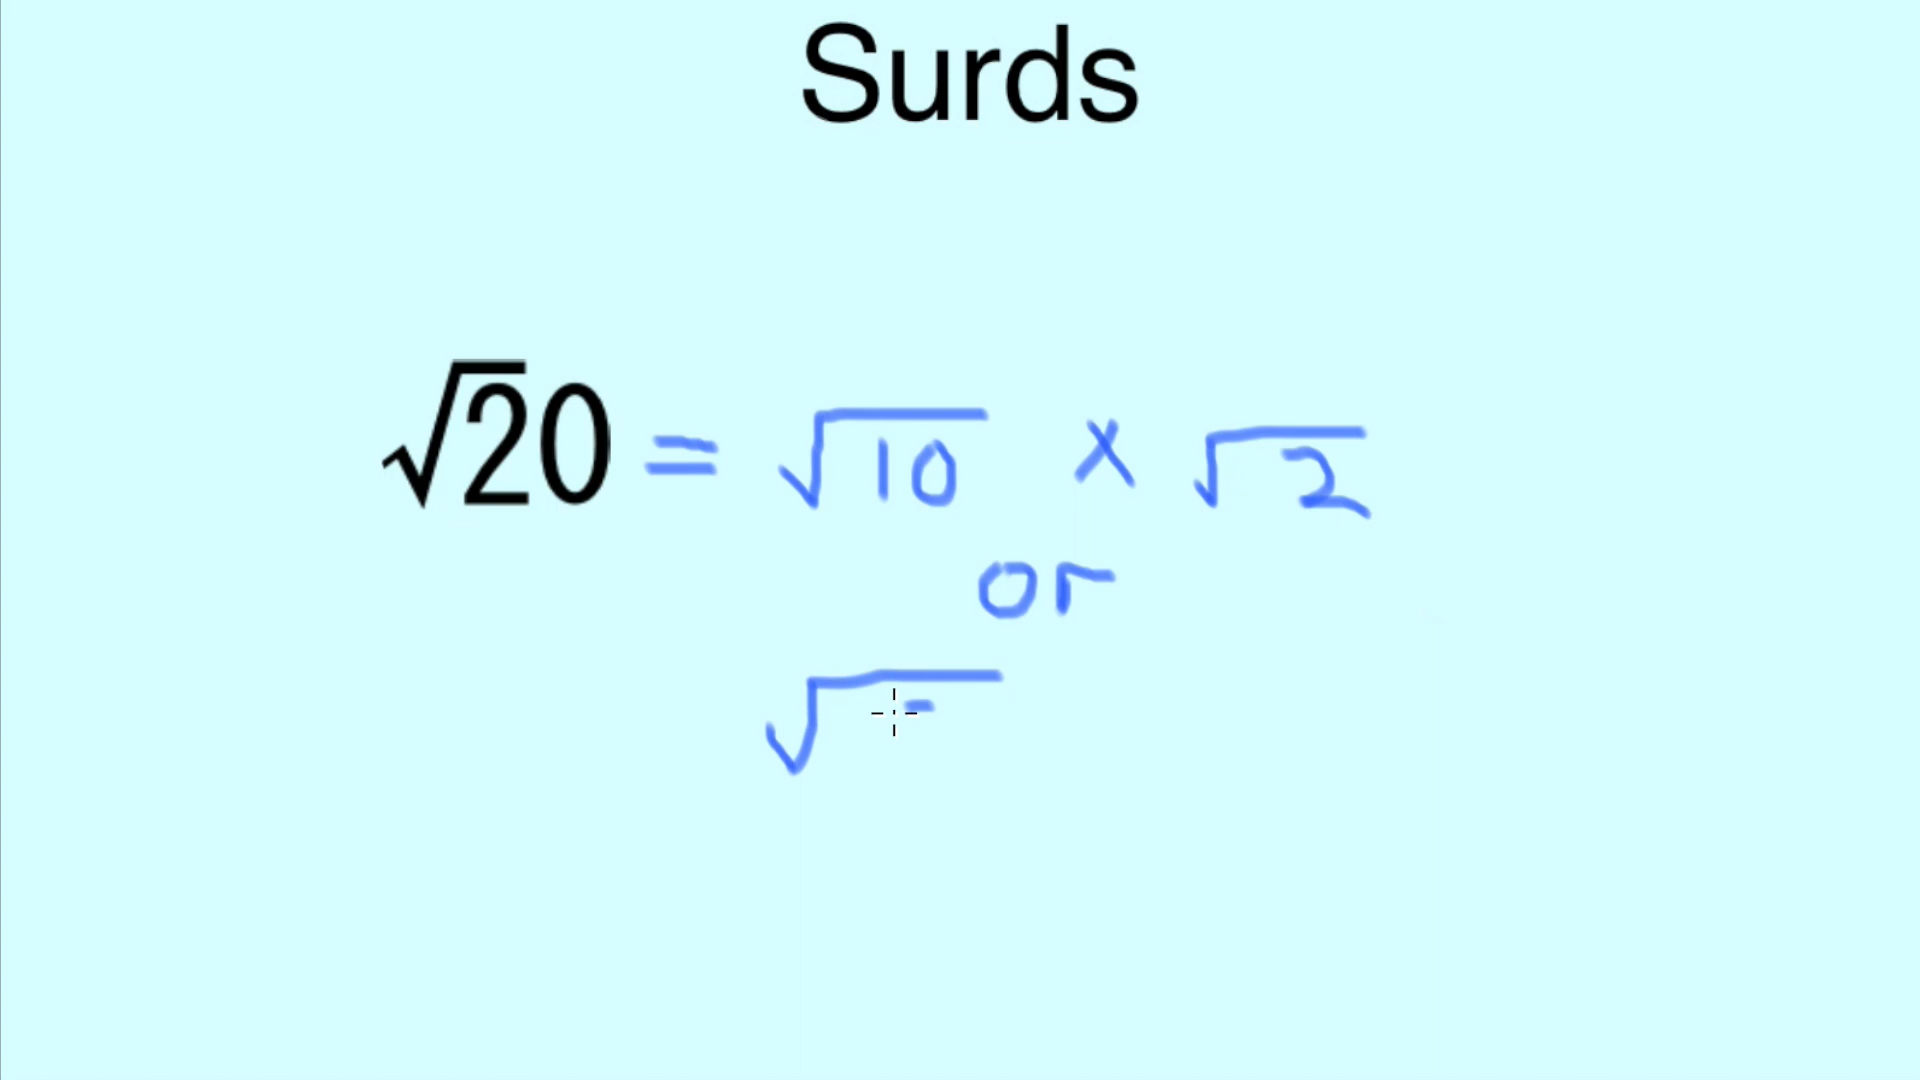 Surds
√20 = √10 × √2
or
√